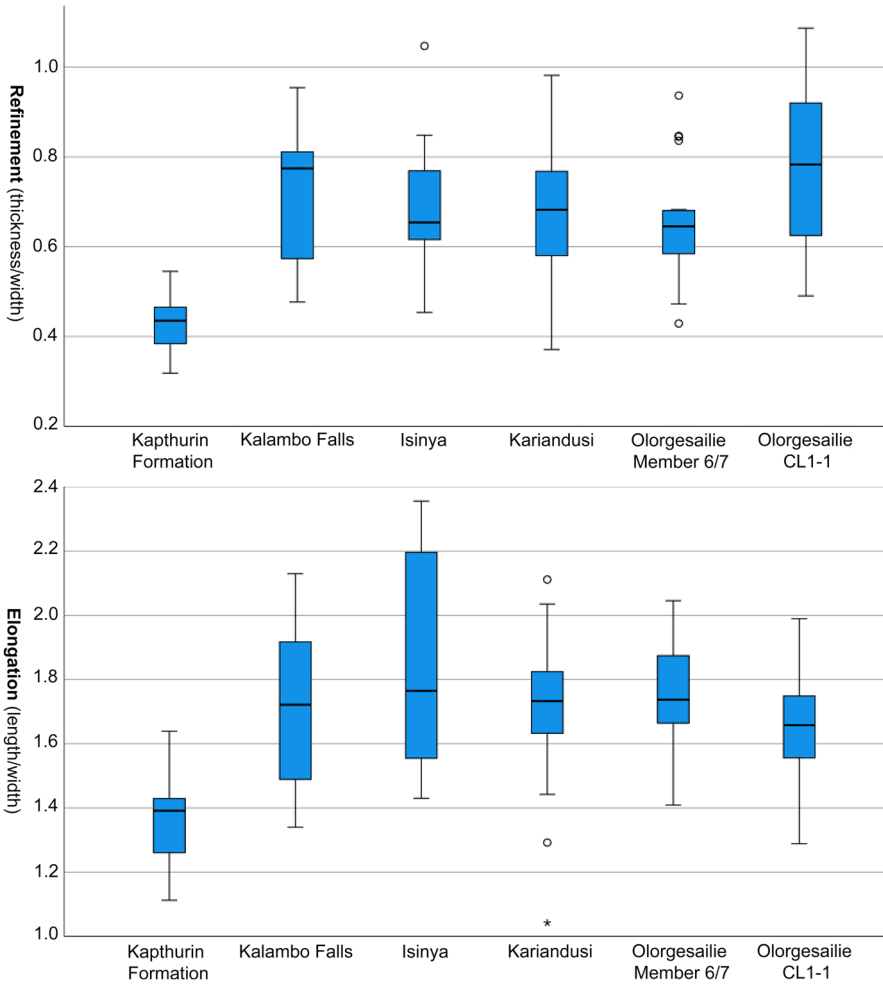 Refinement (thickness/width)
1.0
0.8
0.6
0.4
0.2
Kapthurin
Formation
Kalambo Falls
Isinya
Kariandusi
Olorgesailie
Member 6/7
Olorgesailie
CL1-1
Elongation (length/width)
2.4
2.2
2.0
1.8
1.6
1.4
1.2
1.0
Kapthurin
Formation
Kalambo Falls
Isinya
Kariandusi
Olorgesailie
Member 6/7
Olorgesailie
CL1-1